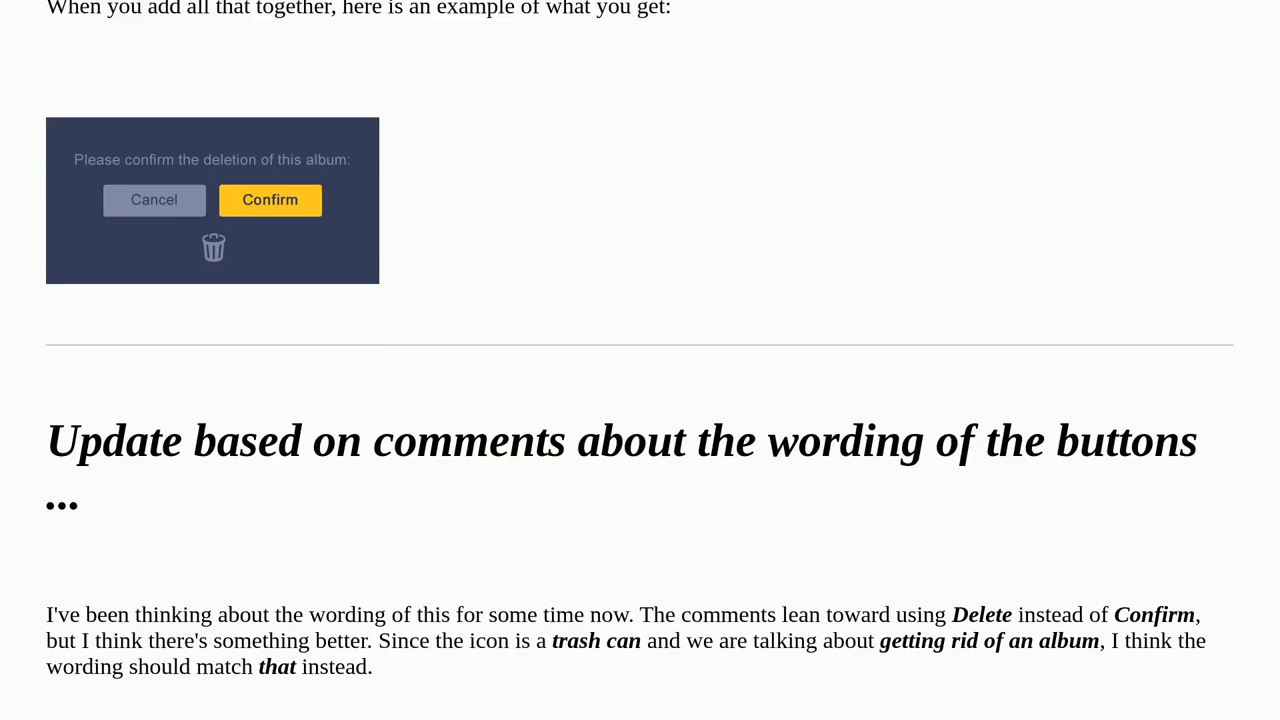 When you add all that together, here is an example of what you get:
Please confirm the deletion of this album:
Cancel Confirm
Update based on comments about the wording of the buttons
...
I've been thinking about the wording of this for some time now. The comments lean toward using Delete instead of Confirm,
but I think there's something better. Since the icon is a trash can and we are talking about getting rid of an album, I think the
wording should match that instead.